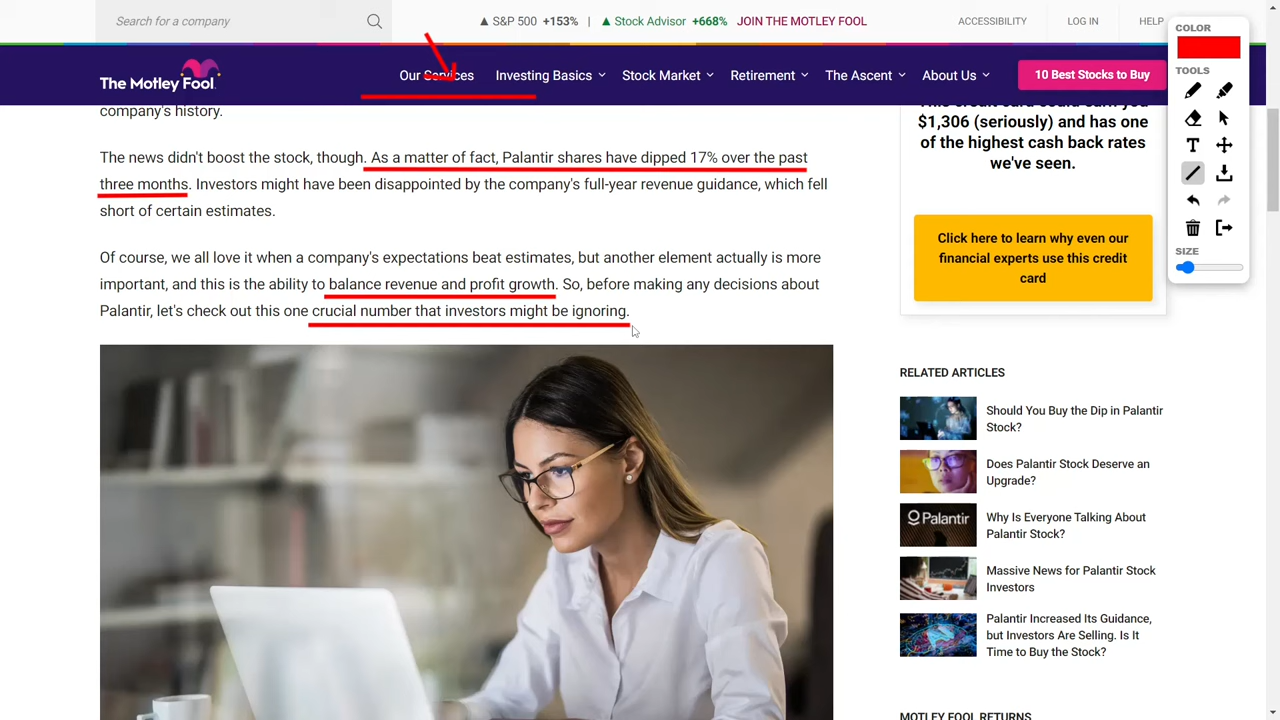 Search for a company
▲ S&P 500 +153% | ▲ Stock Advisor +668% JOIN THE MOTLEY FOOL
ACCESSIBILITY LOG IN HELP
The Motley Fool
Our Services Investing Basics Stock Market Retirement The Ascent About Us
10 Best Stocks to Buy
company's history.
The news didn't boost the stock, though. As a matter of fact, Palantir shares have dipped 17% over the past
three months. Investors might have been disappointed by the company's full-year revenue guidance, which fell
short of certain estimates.
Of course, we all love it when a company's expectations beat estimates, but another element actually is more
important, and this is the ability to balance revenue and profit growth. So, before making any decisions about
Palantir, let's check out this one crucial number that investors might be ignoring.
This credit card could earn you
$1,306 (seriously) and has one
of the highest cash back rates
we've seen.
Click here to learn why even our
financial experts use this credit
card
RELATED ARTICLES
Should You Buy the Dip in Palantir
Stock?
Does Palantir Stock Deserve an
Upgrade?
Palantir
Why Is Everyone Talking About
Palantir Stock?
Massive News for Palantir Stock
Investors
Palantir Increased Its Guidance,
but Investors Are Selling. Is It
Time to Buy the Stock?
MOTLEY FOOL RETURNS
COLOR
TOOLS
T
SIZE